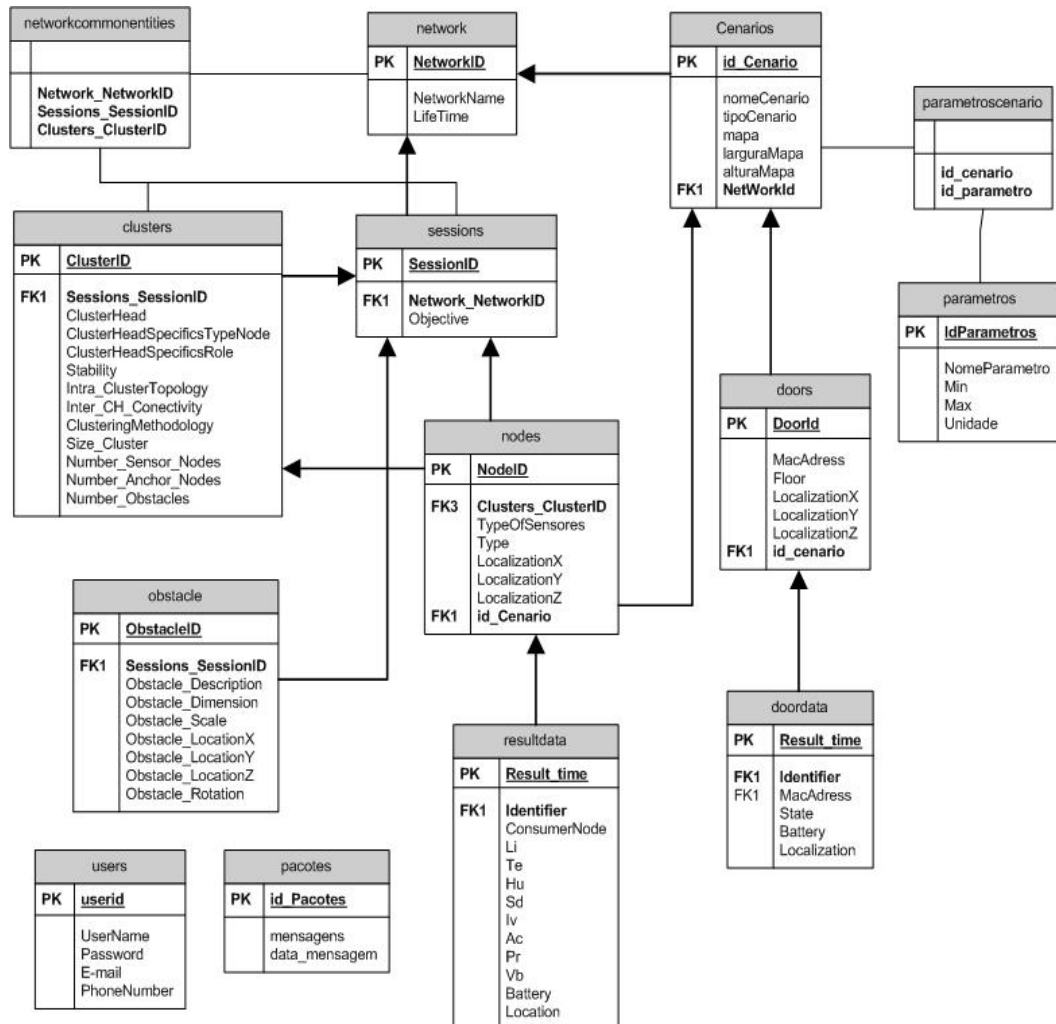 networkcommonentities
Network_NetworkID
Sessions_SessionID
Clusters_ClusterID
network
PK NetworkID
NetworkName
LifeTime
Cenarios
PK id_Cenario
nomeCenario
tipoCenario
mapa
larguraMapa
alturaMapa
FK1 NetWorkId
parametroscenario
id_cenario
id_parametro
clusters
PK ClusterID
FK1 Sessions_SessionID
ClusterHead
ClusterHeadSpecificsTypeNode
ClusterHeadSpecificsRole
Stability
Intra_ClusterTopology
Inter_CH_Conectivity
ClusteringMethodology
Size_Cluster
Number_Sensor_Nodes
Number_Anchor_Nodes
Number_Obstacles
sessions
PK SessionID
FK1 Network_NetworkID
Objective
parametros
PK IdParametros
NomeParametro
Min
Max
Unidade
doors
PK DoorId
MacAdress
Floor
LocalizationX
LocalizationY
LocalizationZ
FK1 id_cenario
nodes
PK NodeID
FK3 Clusters_ClusterID
TypeOfSensores
Type
LocalizationX
LocalizationY
LocalizationZ
FK1 id_Cenario
obstacle
PK ObstacleID
FK1 Sessions_SessionID
Obstacle_Description
Obstacle_Dimension
Obstacle_Scale
Obstacle_LocationX
Obstacle_LocationY
Obstacle_LocationZ
Obstacle_Rotation
resultdata
PK Result_time
FK1 Identifier
ConsumerNode
Li
Te
Hu
Sd
Iv
Ac
Pr
Vb
Battery
Location
doordata
PK Result_time
FK1 Identifier
FK1 MacAdress
State
Battery
Localization
users
PK userid
UserName
Password
E-mail
PhoneNumber
pacotes
PK id_Pacotes
mensagens
data_mensagem